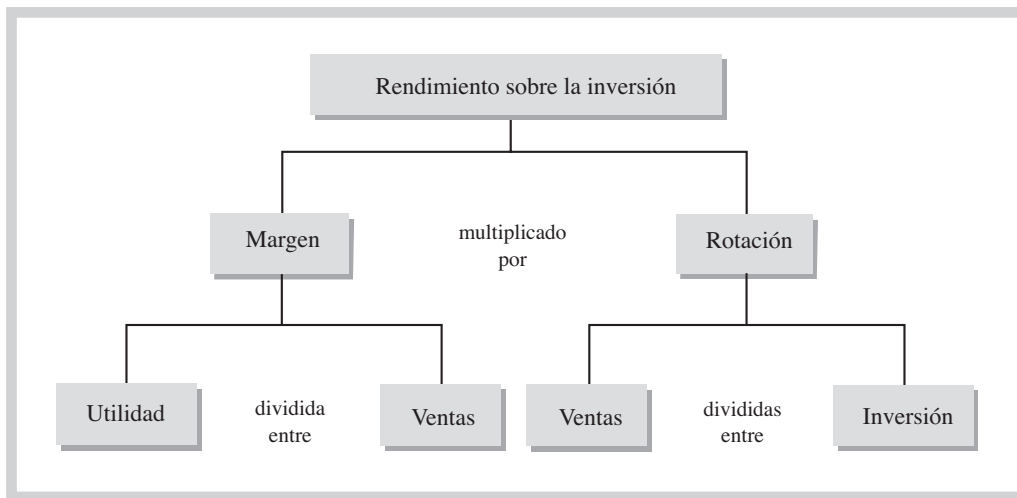 Rendimiento sobre la inversión
Margen
multiplicado
por
Rotación
Utilidad
dividida
entre
Ventas
Ventas
divididas
entre
Inversión